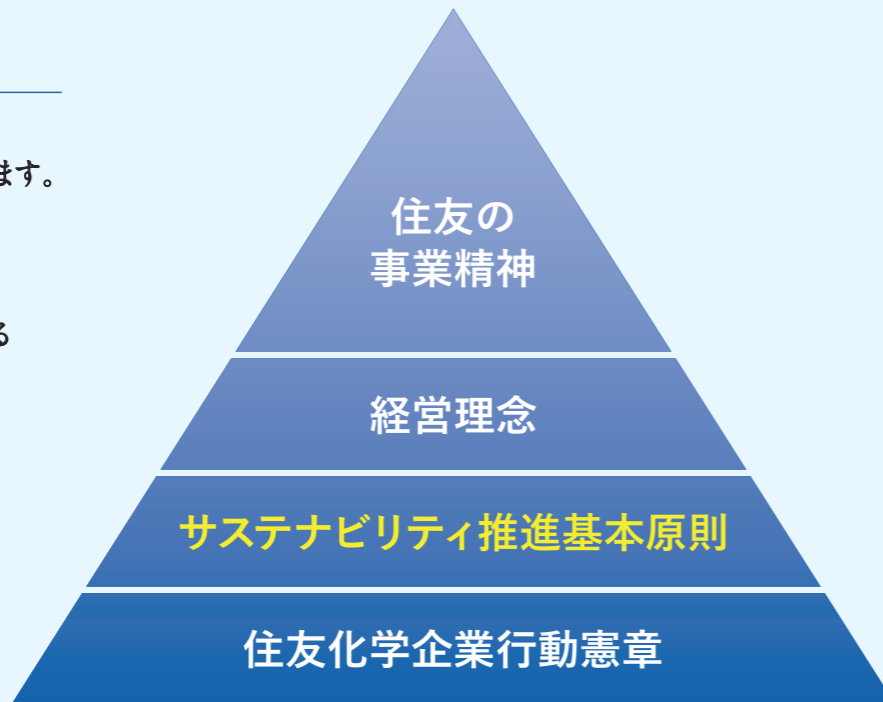 ます。
る
住友の
事業精神
経営理念
サステナビリティ推進基本原則
住友化学企業行動憲章